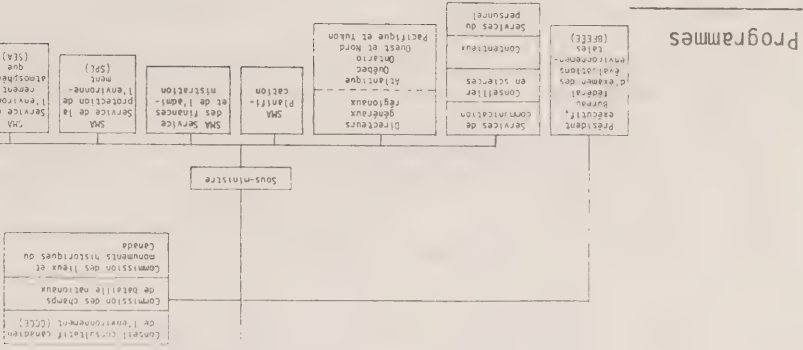 Conseil consultatif canadien
de l'environnement (CCCE)
Commission des champs
de bataille nationaux
Commission des lieux et
monuments historiques du
Canada
Sous-ministre
Président
exécutif,
Bureau
fédéral
d'examen des
évaluations
environnemen-
tales
(BFEEE)
Services de
communication
Conseiller
en sciences
Contentieux
Services du
personnel
Directeurs
généraux
régionaux
Atlantique
Québec
Ontario
Ouest et Nord
Pacifique et Yukon
SMA
Planifi-
cation
SMA Service
des finances
et de l'admi-
nistration
SMA
Service de la
protection de
l'environne-
ment
(SPE)
SMA
Service
l'environ
nement
atmosphé
que
(SEA)
Programmes